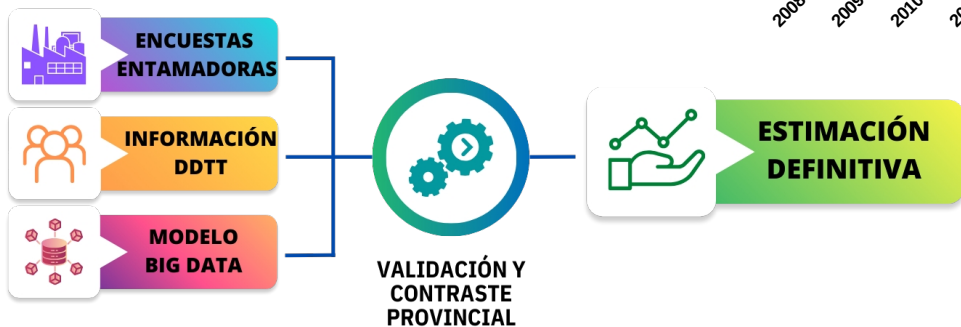 2008
2009
2010
ENCUESTAS
ENTAMADORAS
INFORMACIÓN
DDTT
MODELO
BIG DATA
VALIDACIÓN Y
CONTRASTE
PROVINCIAL
ESTIMACIÓN
DEFINITIVA